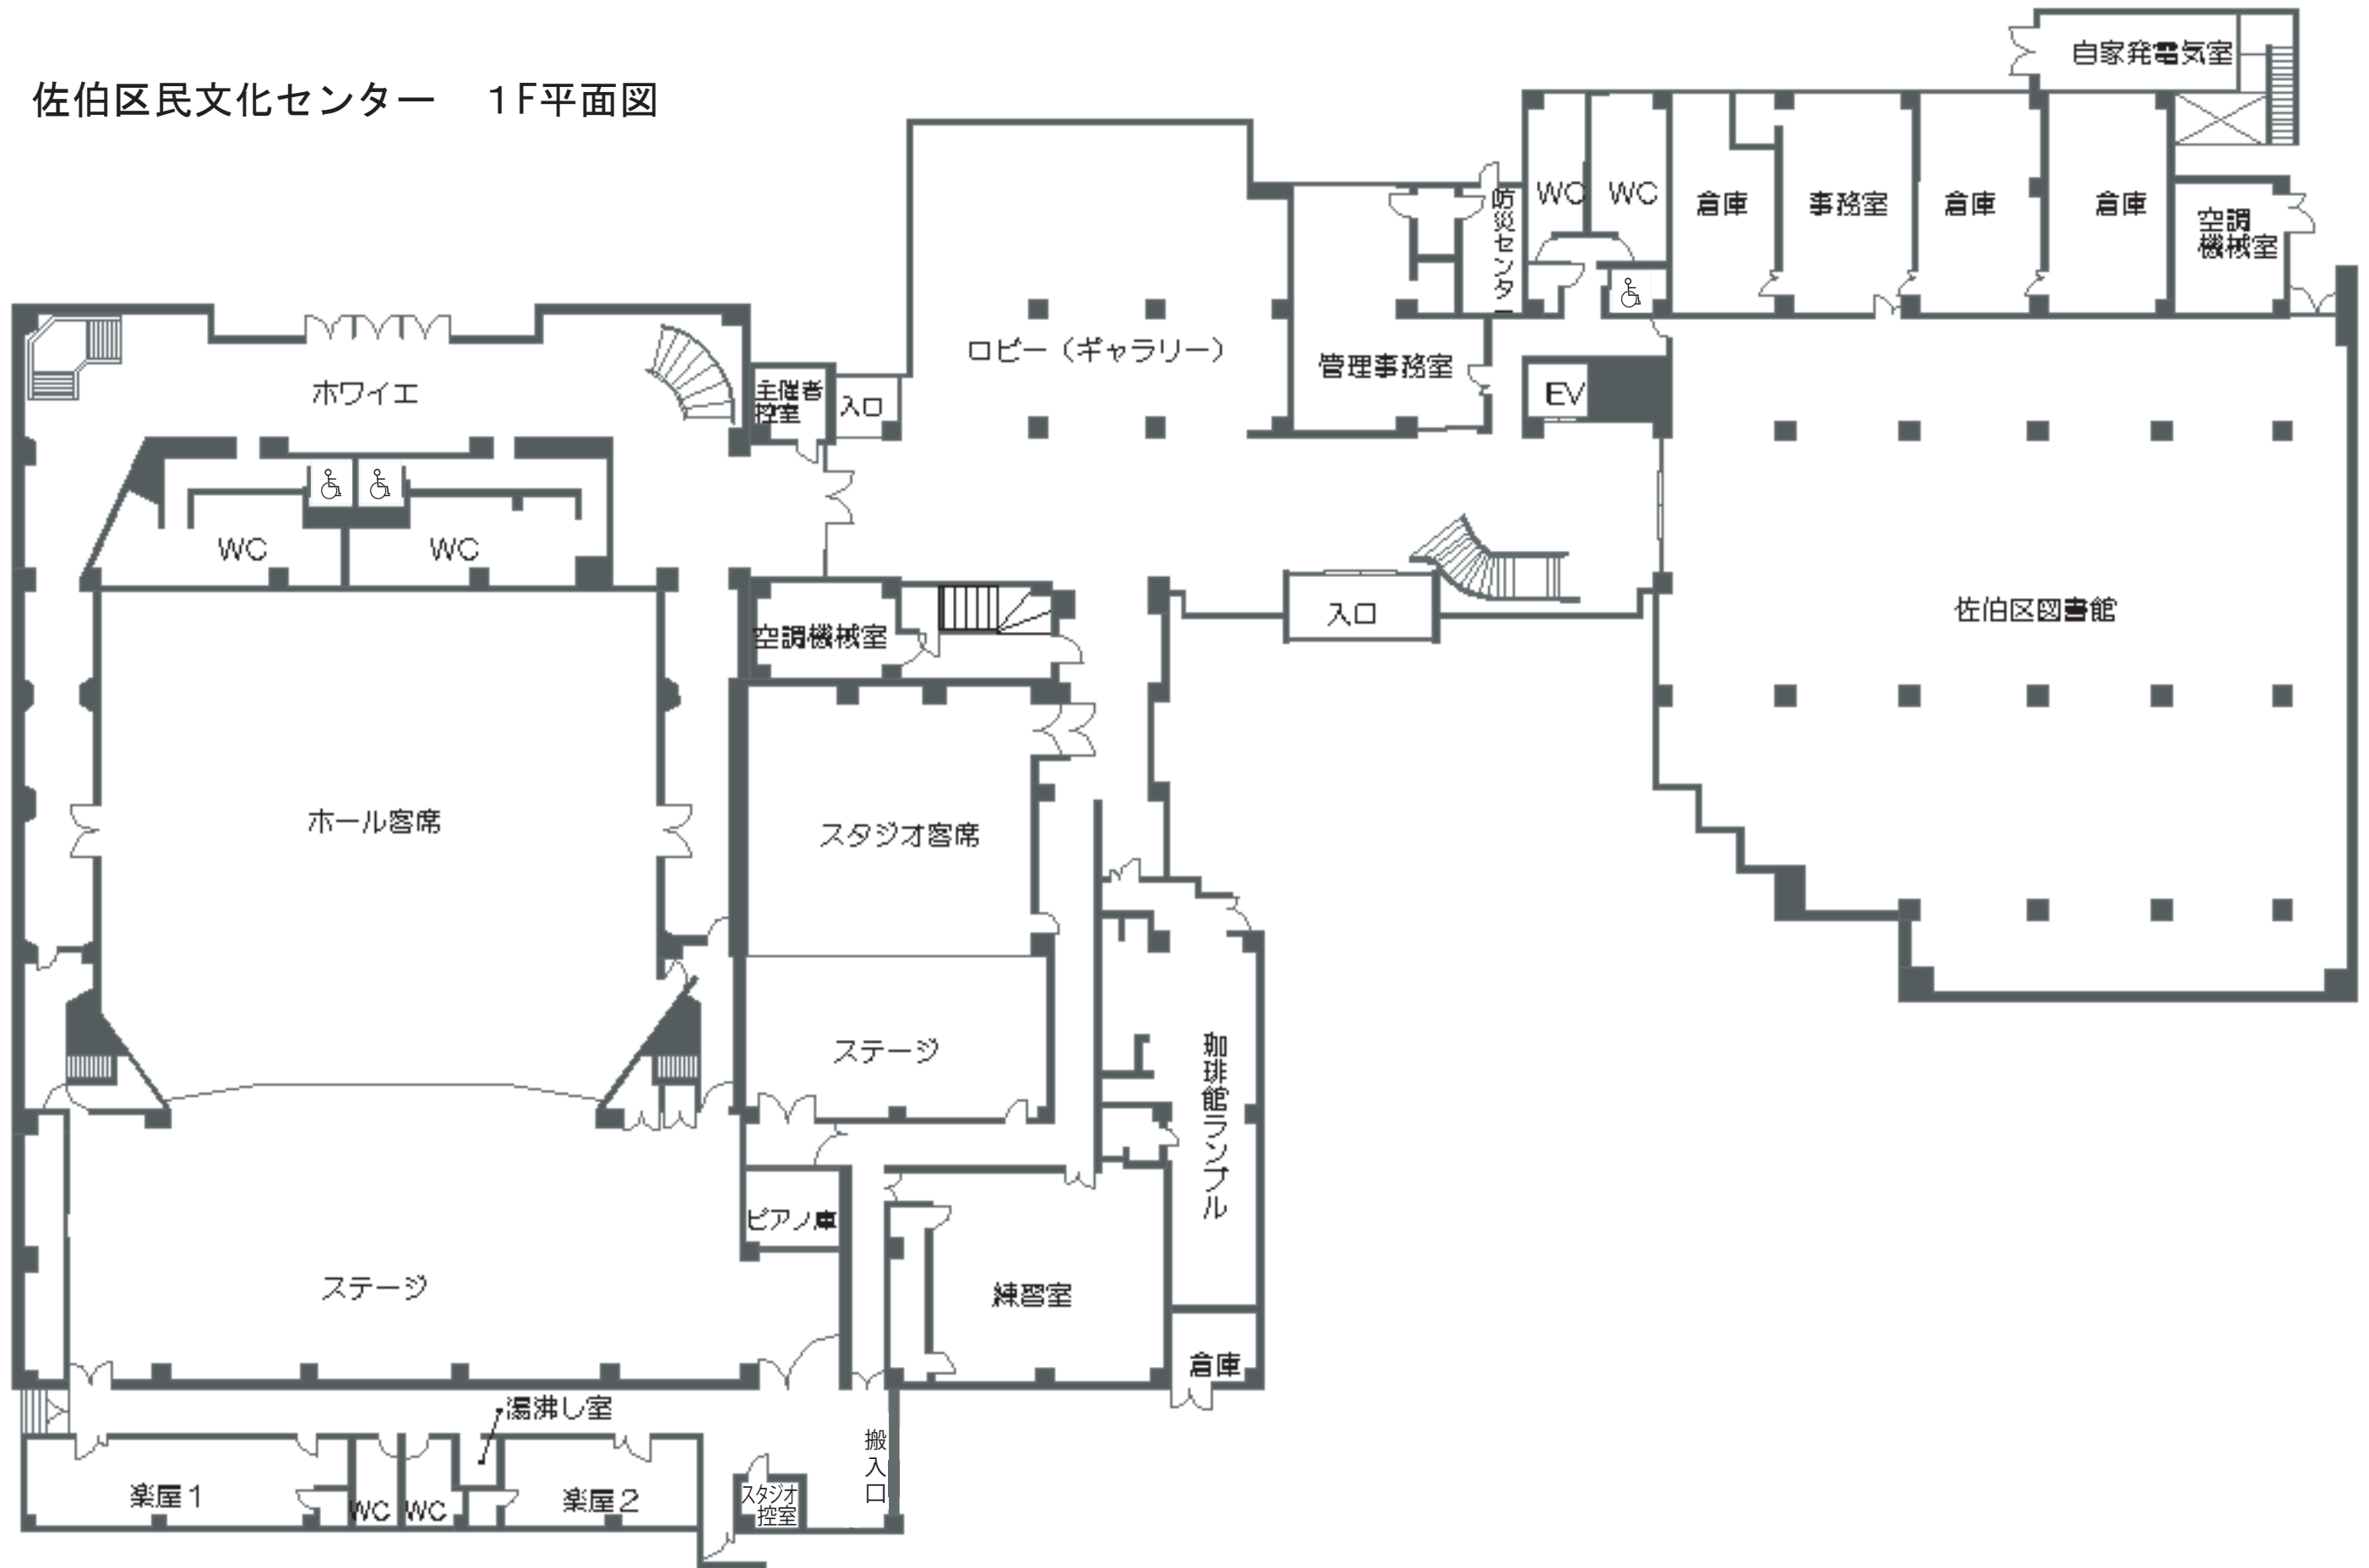 佐伯区民文化センター　1F平面図
自家発電気室
WC
WC
倉庫
事務室
倉庫
倉庫
空調
機械室
防災センター
ロビー（ギャラリー）
管理事務室
EV
ホワイエ
主催者
控室
入口
WC
WC
空調機械室
入口
佐伯区図書館
ホール客席
スタジオ客席
ステージ
珈琲館ランブル
ピアノ庫
ステージ
練習室
倉庫
湯沸し室
搬入口
楽屋1
WC
WC
楽屋2
スタジオ
控室